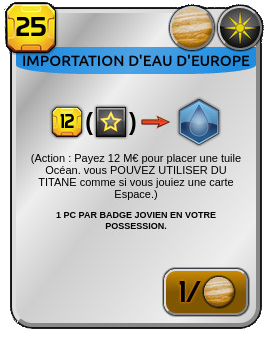 25
IMPORTATION D'EAU D'EUROPE
12 ( )
(Action : Payez 12 M€ pour placer une tuile
Océan. vous POUVEZ UTILISER DU
TITANE comme si vous jouiez une carte
Espace.)
1 PC PAR BADGE JOVIEN EN VOTRE
POSSESSION.
1/